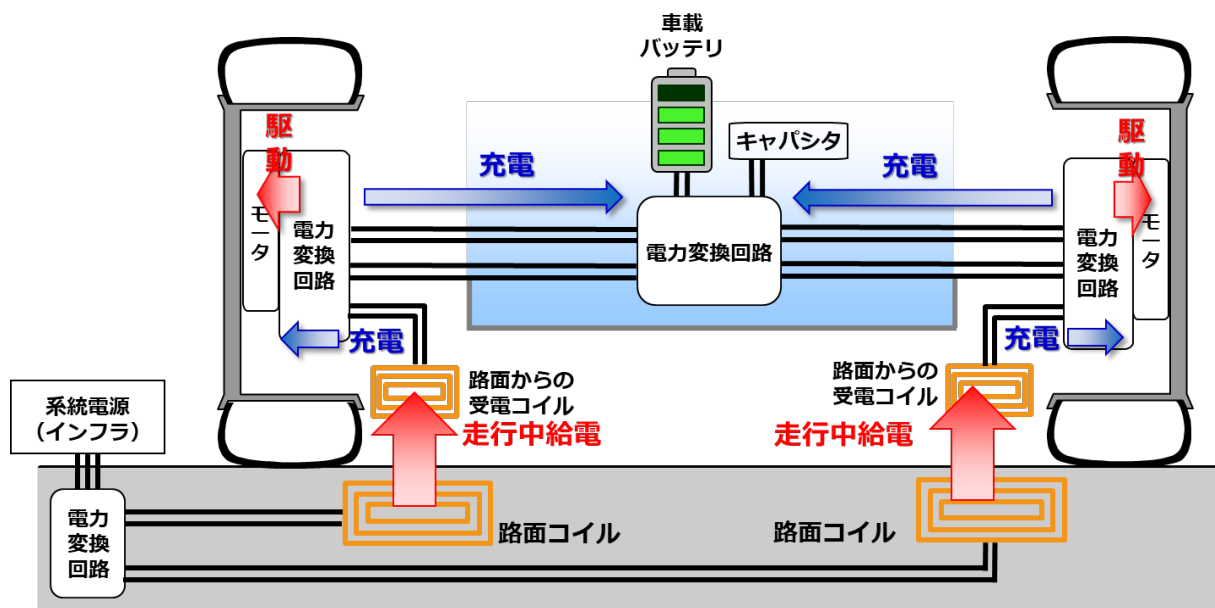 車載
バッテリ
キャパシタ
駆
動
充電
充電
駆
動
モータ
電力
変換
回路
電力変換回路
電力
変換
回路
モータ
充電
充電
路面からの
受電コイル
走行中給電
路面からの
受電コイル
走行中給電
系統電源
（インフラ）
電力
変換
回路
路面コイル
路面コイル